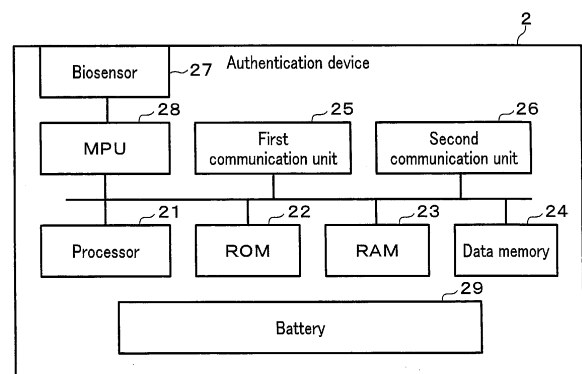 2
Biosensor
27
Authentication device
28
MPU
25
First
communication unit
26
Second
communication unit
21
Processor
22
ROM
23
RAM
24
Data memory
29
Battery